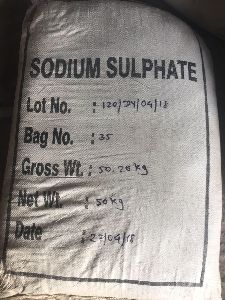 SODIUM SULPHATE
Lot No. : 120/DY/04/18
Bag No. : 35
Gross Wt. : 50.20 kg
Net Wt. : 50 kg
Date : 27/04/18